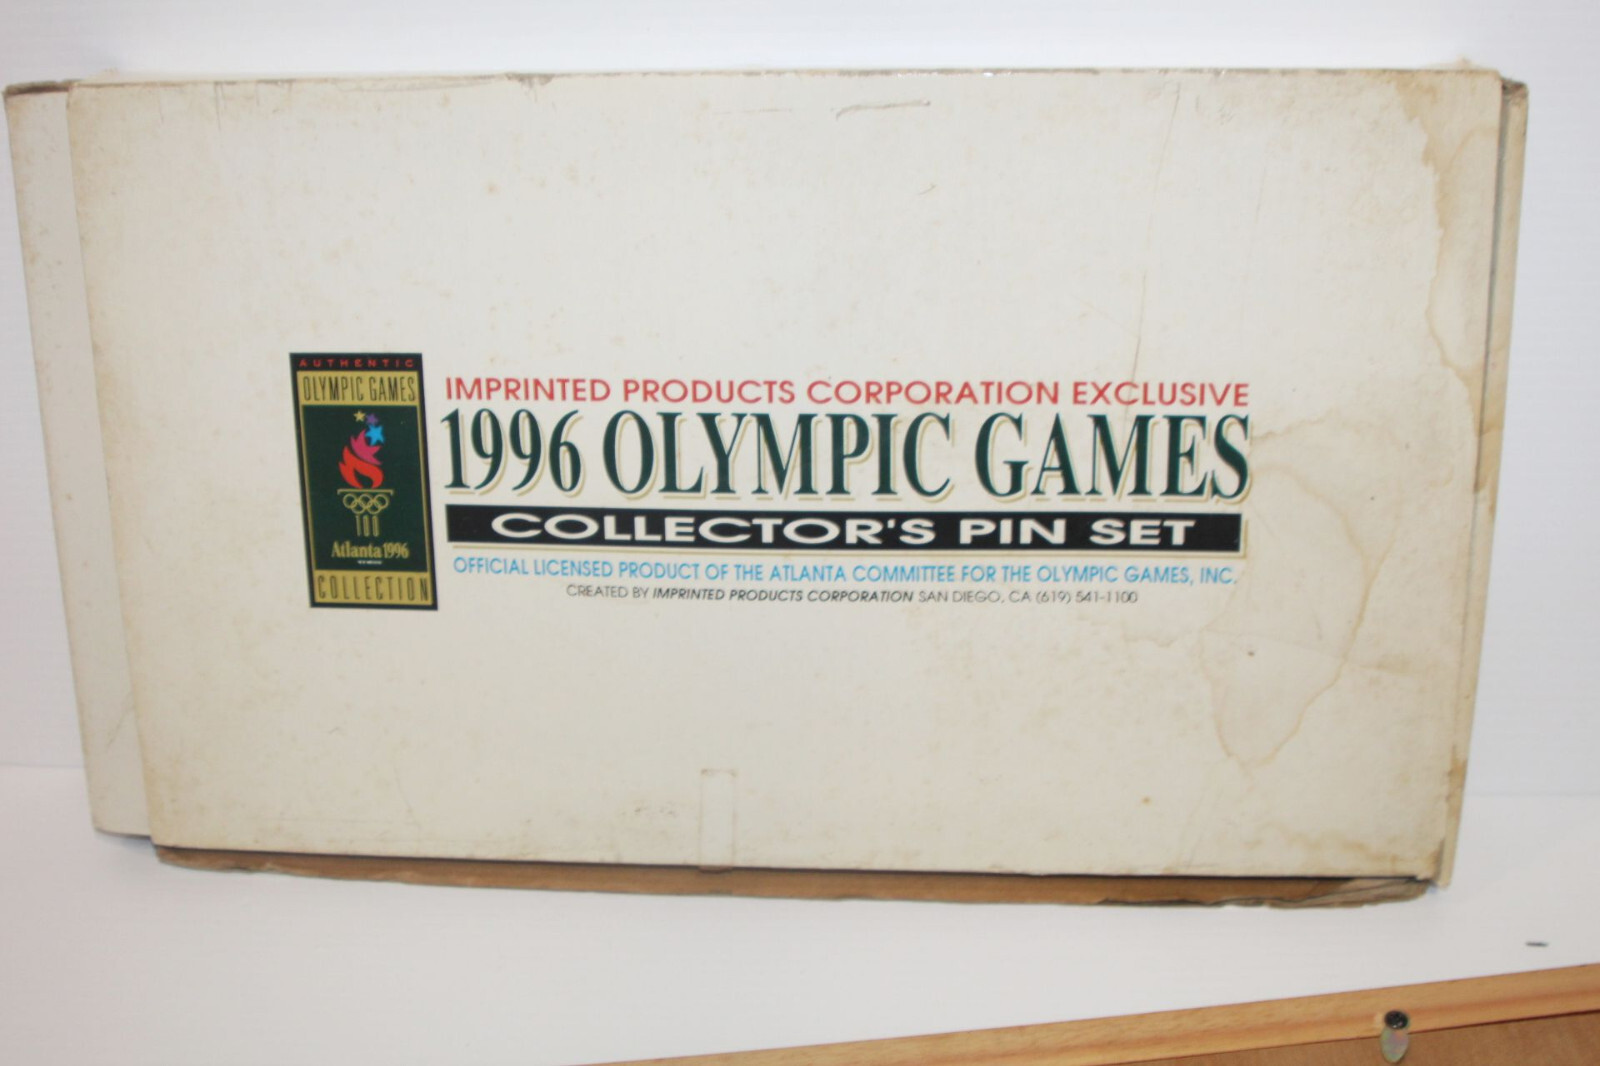 AUTHENTIC
OLYMPIC GAMES
100
Atlanta 1996
COLLECTION
IMPRINTED PRODUCTS CORPORATION EXCLUSIVE
1996 OLYMPIC GAMES
COLLECTOR'S PIN SET
OFFICIAL LICENSED PRODUCT OF THE ATLANTA COMMITTEE FOR THE OLYMPIC GAMES, INC.
CREATED BY IMPRINTED PRODUCTS CORPORATION SAN DIEGO, CA (619) 541-1100